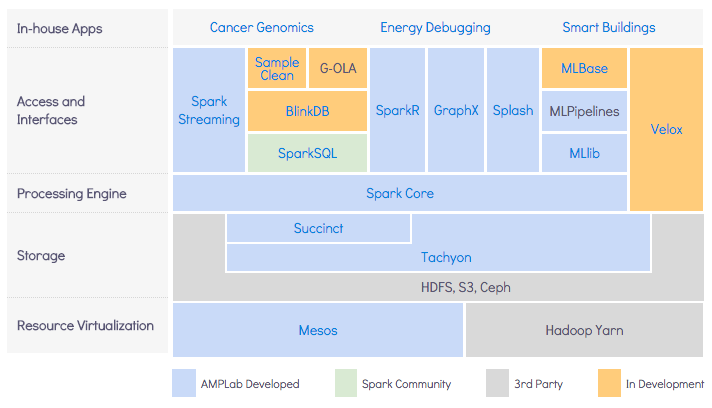 In-house Apps
Cancer Genomics
Energy Debugging
Smart Buildings
Access and
Interfaces
Spark
Streaming
Sample
Clean
G-OLA
BlinkDB
SparkSQL
SparkR
GraphX
Splash
MLBase
MLPipelines
MLlib
Velox
Processing Engine
Spark Core
Storage
Succinct
Tachyon
HDFS, S3, Ceph
Resource Virtualization
Mesos
Hadoop Yarn
AMPLab Developed
Spark Community
3rd Party
In Development